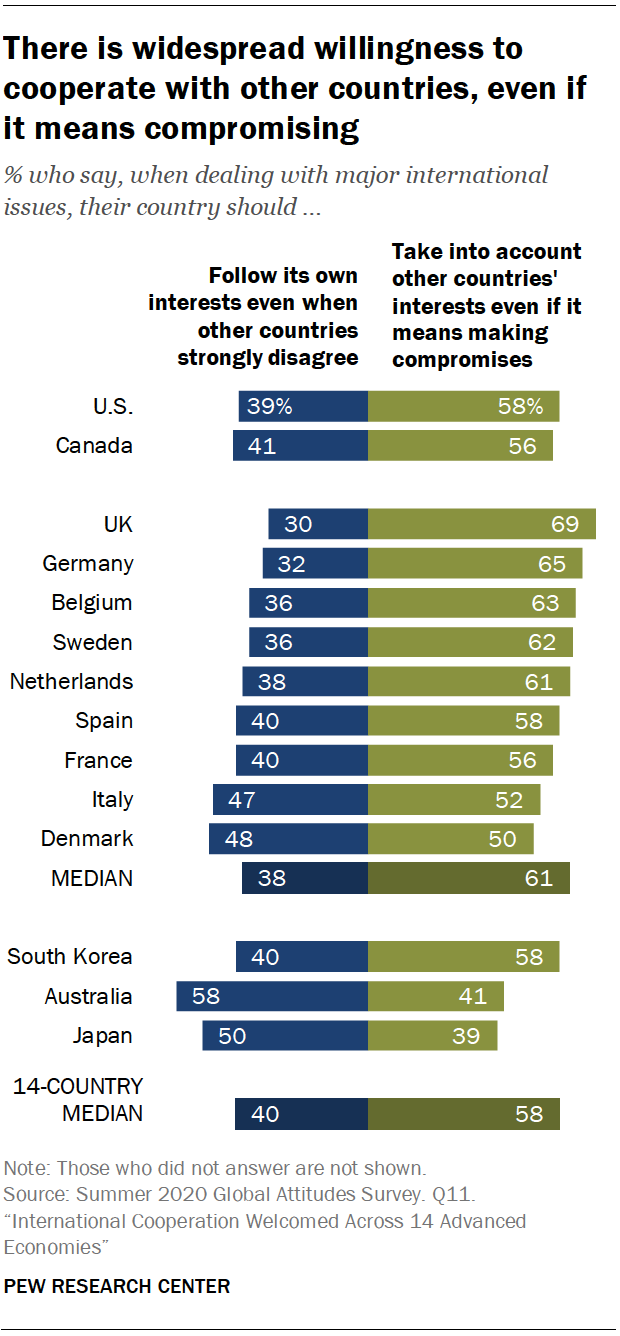 There is widespread willingness to
cooperate with other countries, even if
it means compromising
% who say, when dealing with major international
issues, their country should ...
Follow its own
interests even when
other countries
strongly disagree
Take into account
other countries'
interests even if it
means making
compromises
U.S. 39% 58%
Canada 41 56
UK 30 69
Germany 32 65
Belgium 36 63
Sweden 36 62
Netherlands 38 61
Spain 40 58
France 40 56
Italy 47 52
Denmark 48 50
MEDIAN 38 61
South Korea 40 58
Australia 58 41
Japan 50 39
14-COUNTRY
MEDIAN 40 58
Note: Those who did not answer are not shown.
Source: Summer 2020 Global Attitudes Survey. Q11.
“International Cooperation Welcomed Across 14 Advanced
Economies”
PEW RESEARCH CENTER